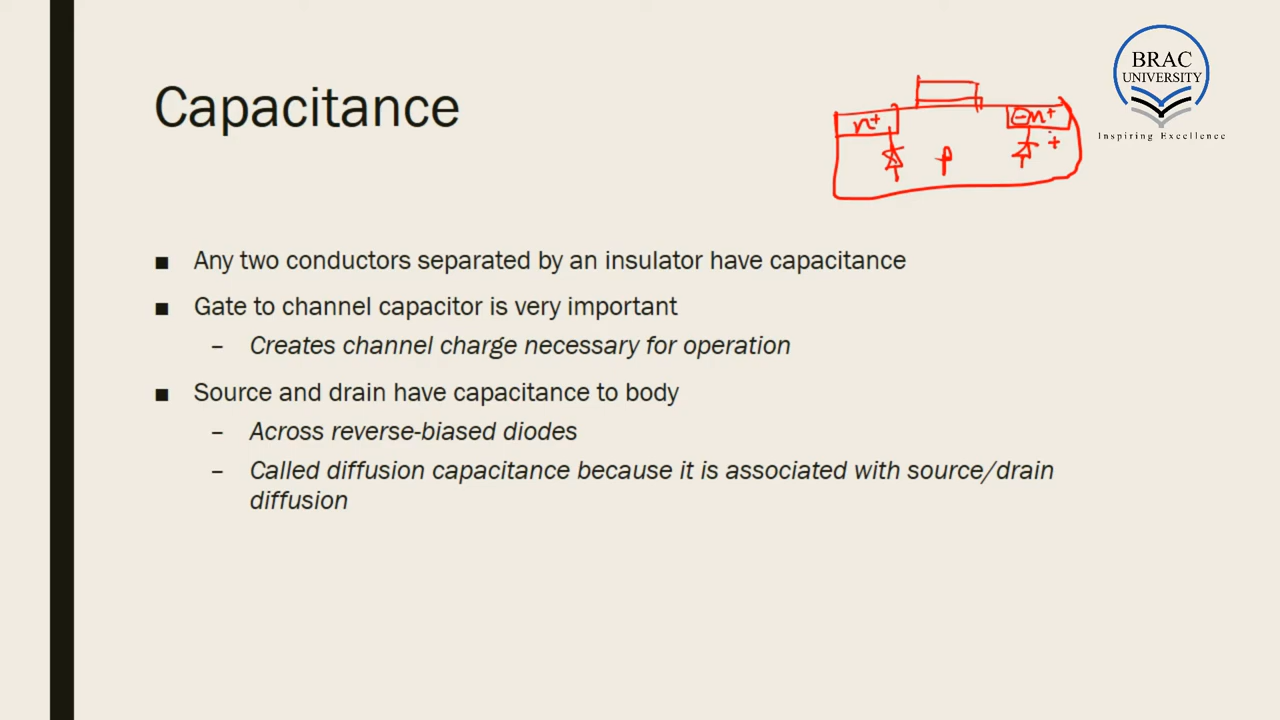 Capacitance
n+
p
n+
+
BRAC
UNIVERSITY
Inspiring Excellence
■ Any two conductors separated by an insulator have capacitance
■ Gate to channel capacitor is very important
– Creates channel charge necessary for operation
■ Source and drain have capacitance to body
– Across reverse-biased diodes
– Called diffusion capacitance because it is associated with source/drain
diffusion